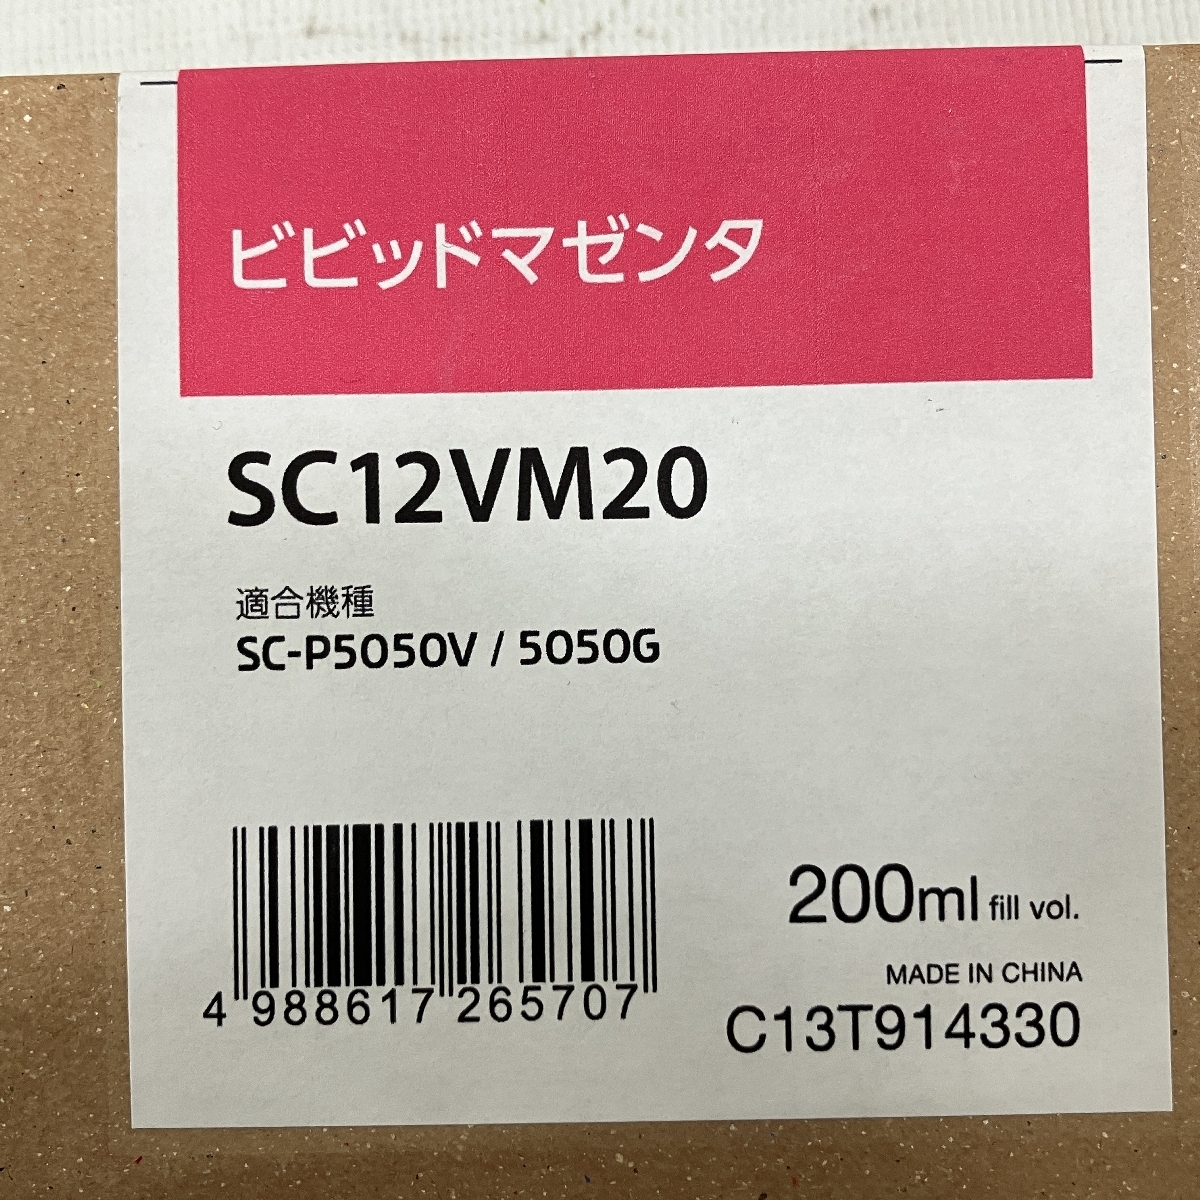 ビビッドマゼンタ
SC12VM20
適合機種
SC-P5050V / 5050G
4 988617 265707
200ml fill vol.
MADE IN CHINA
C13T914330